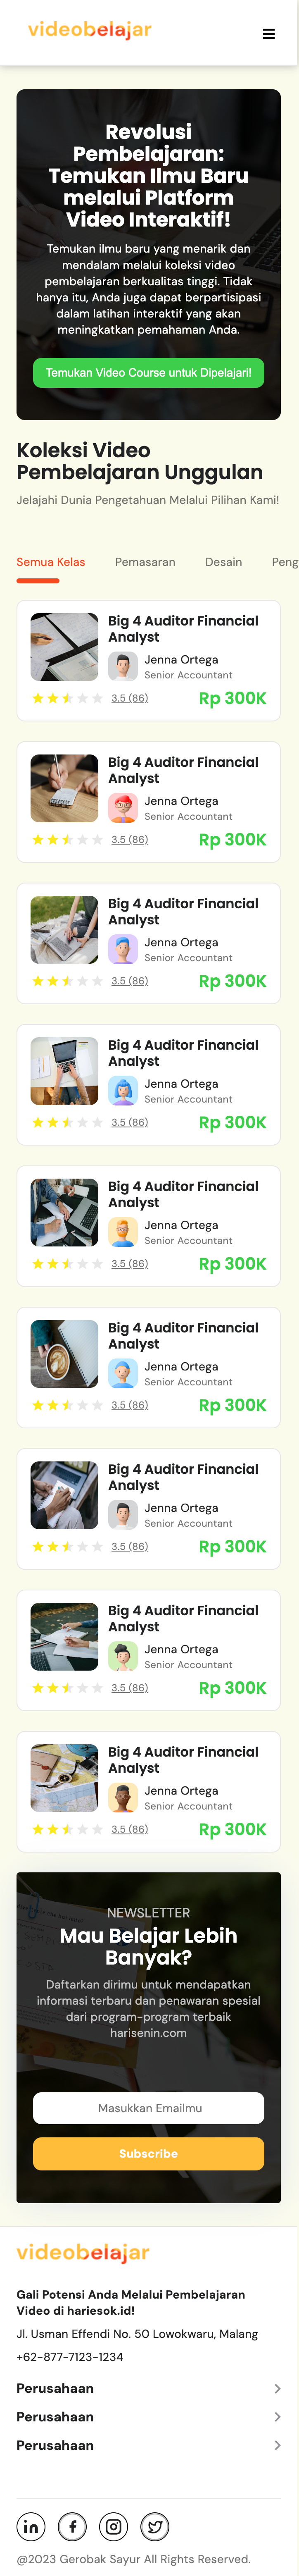 videobelajar
Revolusi
Pembelajaran:
Temukan Ilmu Baru
melalui Platform
Video Interaktif!
Temukan ilmu baru yang menarik dan
mendalam melalui koleksi video
pembelajaran berkualitas tinggi. Tidak
hanya itu, Anda juga dapat berpartisipasi
dalam latihan interaktif yang akan
meningkatkan pemahaman Anda.
Temukan Video Course untuk Dipelajari!
Koleksi Video
Pembelajaran Unggulan
Jelajahi Dunia Pengetahuan Melalui Pilihan Kami!
Semua Kelas Pemasaran Desain Peng
Big 4 Auditor Financial
Analyst
Jenna Ortega
Senior Accountant
3.5 (86) Rp 300K
Big 4 Auditor Financial
Analyst
Jenna Ortega
Senior Accountant
3.5 (86) Rp 300K
Big 4 Auditor Financial
Analyst
Jenna Ortega
Senior Accountant
3.5 (86) Rp 300K
Big 4 Auditor Financial
Analyst
Jenna Ortega
Senior Accountant
3.5 (86) Rp 300K
Big 4 Auditor Financial
Analyst
Jenna Ortega
Senior Accountant
3.5 (86) Rp 300K
Big 4 Auditor Financial
Analyst
Jenna Ortega
Senior Accountant
3.5 (86) Rp 300K
Big 4 Auditor Financial
Analyst
Jenna Ortega
Senior Accountant
3.5 (86) Rp 300K
Big 4 Auditor Financial
Analyst
Jenna Ortega
Senior Accountant
3.5 (86) Rp 300K
Big 4 Auditor Financial
Analyst
Jenna Ortega
Senior Accountant
3.5 (86) Rp 300K
NEWSLETTER
Mau Belajar Lebih
Banyak?
Daftarkan dirimu untuk mendapatkan
informasi terbaru dan penawaran spesial
dari program-program terbaik
harisenin.com
Masukkan Emailmu
Subscribe
videobelajar
Gali Potensi Anda Melalui Pembelajaran
Video di hariesok.id!
Jl. Usman Effendi No. 50 Lowokwaru, Malang
+62-877-7123-1234
Perusahaan
Perusahaan
Perusahaan
@2023 Gerobak Sayur All Rights Reserved.